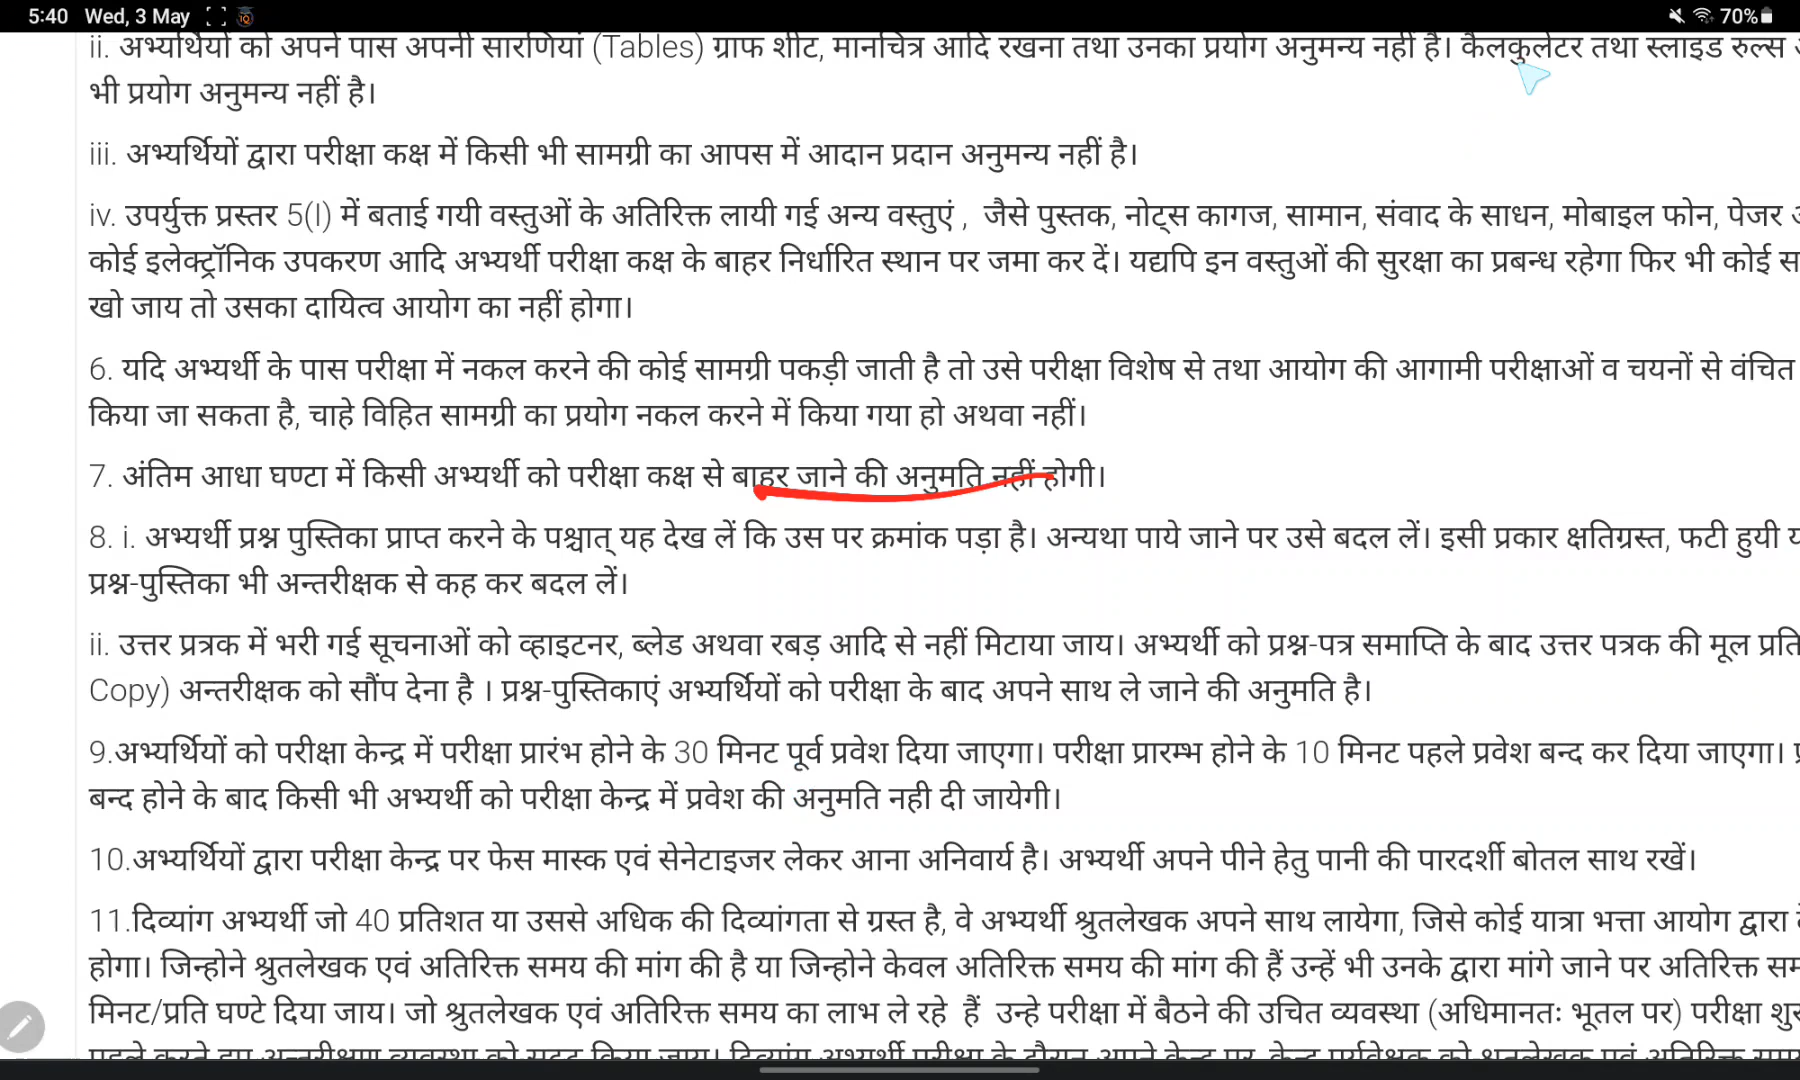 5:40 Wed, 3 May 70%
ii. अभ्यर्थियों को अपने पास अपनी सारणियां (Tables) ग्राफ शीट, मानचित्र आदि रखना तथा उनका प्रयोग अनुमन्य नहीं है। कैलकुलेटर तथा स्लाइड रुल्स
भी प्रयोग अनुमन्य नहीं है।
iii. अभ्यर्थियों द्वारा परीक्षा कक्ष में किसी भी सामग्री का आपस में आदान प्रदान अनुमन्य नहीं है।
iv. उपर्युक्त प्रस्तर 5(I) में बताई गयी वस्तुओं के अतिरिक्त लायी गई अन्य वस्तुएं , जैसे पुस्तक, नोट्स कागज, सामान, संवाद के साधन, मोबाइल फोन, पेजर
कोई इलेक्ट्रॉनिक उपकरण आदि अभ्यर्थी परीक्षा कक्ष के बाहर निर्धारित स्थान पर जमा कर दें। यद्यपि इन वस्तुओं की सुरक्षा का प्रबन्ध रहेगा फिर भी कोई
खो जाय तो उसका दायित्व आयोग का नहीं होगा।
6. यदि अभ्यर्थी के पास परीक्षा में नकल करने की कोई सामग्री पकड़ी जाती है तो उसे परीक्षा विशेष से तथा आयोग की आगामी परीक्षाओं व चयनों से वंचित
किया जा सकता है, चाहे विहित सामग्री का प्रयोग नकल करने में किया गया हो अथवा नहीं।
7. अंतिम आधा घण्टा में किसी अभ्यर्थी को परीक्षा कक्ष से बाहर जाने की अनुमति नहीं होगी।
8. i. अभ्यर्थी प्रश्न पुस्तिका प्राप्त करने के पश्चात् यह देख लें कि उस पर क्रमांक पड़ा है। अन्यथा पाये जाने पर उसे बदल लें। इसी प्रकार क्षतिग्रस्त, फटी हुयी
प्रश्न-पुस्तिका भी अन्तरीक्षक से कह कर बदल लें।
ii. उत्तर प्रत्रक में भरी गई सूचनाओं को व्हाइटनर, ब्लेड अथवा रबड़ आदि से नहीं मिटाया जाय। अभ्यर्थी को प्रश्न-पत्र समाप्ति के बाद उत्तर पत्रक की मूल प्रति
Copy) अन्तरीक्षक को सौंप देना है । प्रश्न-पुस्तिकाएं अभ्यर्थियों को परीक्षा के बाद अपने साथ ले जाने की अनुमति है।
9.अभ्यर्थियों को परीक्षा केन्द्र में परीक्षा प्रारंभ होने के 30 मिनट पूर्व प्रवेश दिया जाएगा। परीक्षा प्रारम्भ होने के 10 मिनट पहले प्रवेश बन्द कर दिया जाएगा।
बन्द होने के बाद किसी भी अभ्यर्थी को परीक्षा केन्द्र में प्रवेश की अनुमति नही दी जायेगी।
10.अभ्यर्थियों द्वारा परीक्षा केन्द्र पर फेस मास्क एवं सेनेटाइजर लेकर आना अनिवार्य है। अभ्यर्थी अपने पीने हेतु पानी की पारदर्शी बोतल साथ रखें।
11.दिव्यांग अभ्यर्थी जो 40 प्रतिशत या उससे अधिक की दिव्यांगता से ग्रस्त है, वे अभ्यर्थी श्रुतलेखक अपने साथ लायेगा, जिसे कोई यात्रा भत्ता आयोग द्वारा
होगा। जिन्होने श्रुतलेखक एवं अतिरिक्त समय की मांग की है या जिन्होने केवल अतिरिक्त समय की मांग की हैं उन्हें भी उनके द्वारा मांगे जाने पर अतिरिक्त
मिनट/प्रति घण्टे दिया जाय। जो श्रुतलेखक एवं अतिरिक्त समय का लाभ ले रहे हैं उन्हे परीक्षा में बैठने की उचित व्यवस्था (अधिमानतः भूतल पर) परीक्षा